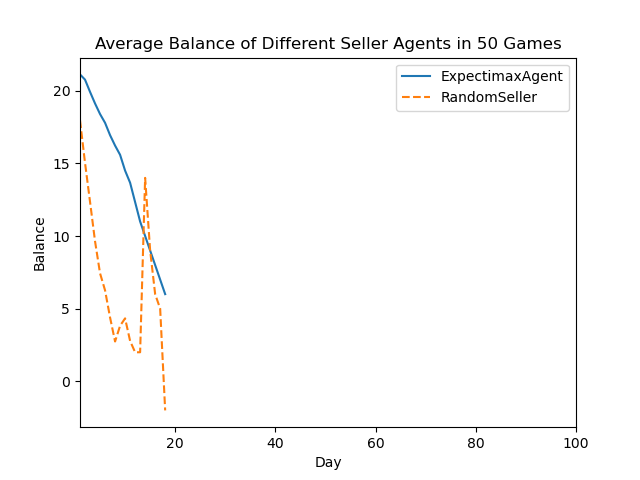 Average Balance of Different Seller Agents in 50 Games
ExpectimaxAgent
RandomSeller
Balance
20
15
10
5
0
20
40
60
80
100
Day